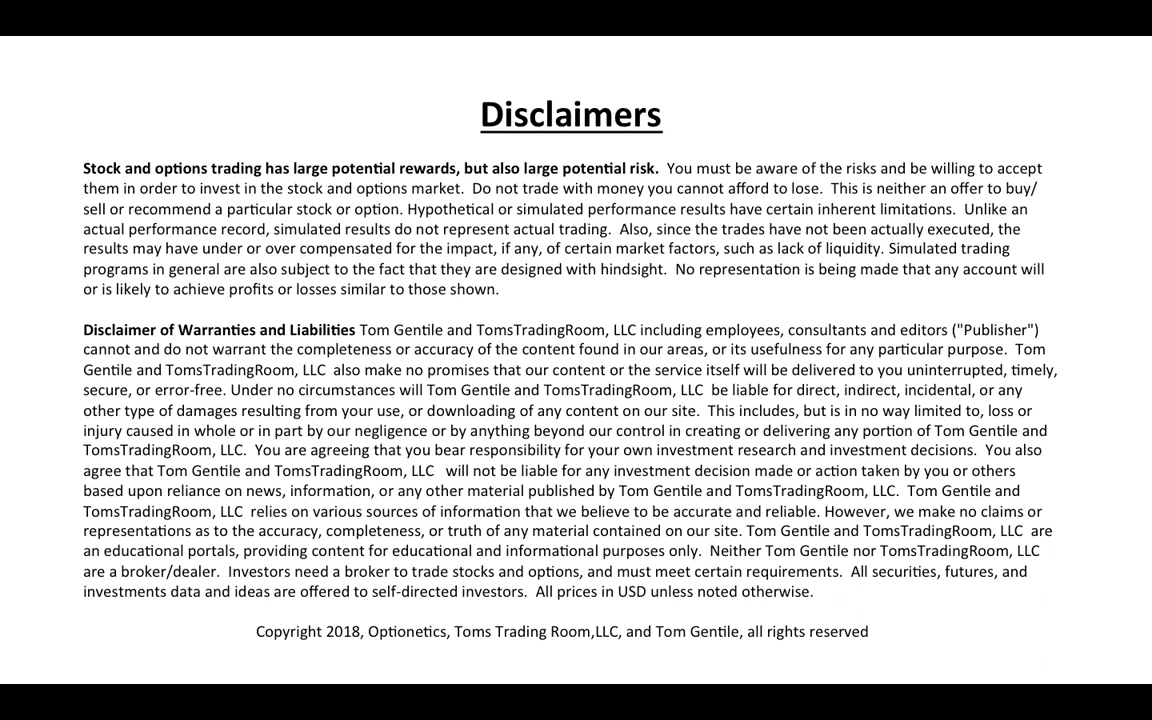 Disclaimers
Stock and options trading has large potential rewards, but also large potential risk.  You must be aware of the risks and be willing to accept
them in order to invest in the stock and options market.  Do not trade with money you cannot afford to lose.  This is neither an offer to buy/
sell or recommend a particular stock or option. Hypothetical or simulated performance results have certain inherent limitations.  Unlike an
actual performance record, simulated results do not represent actual trading.  Also, since the trades have not been actually executed, the
results may have under or over compensated for the impact, if any, of certain market factors, such as lack of liquidity. Simulated trading
programs in general are also subject to the fact that they are designed with hindsight.  No representation is being made that any account will
or is likely to achieve profits or losses similar to those shown.
Disclaimer of Warranties and Liabilities Tom Gentile and TomsTradingRoom, LLC including employees, consultants and editors ("Publisher")
cannot and do not warrant the completeness or accuracy of the content found in our areas, or its usefulness for any particular purpose.  Tom
Gentile and TomsTradingRoom, LLC  also make no promises that our content or the service itself will be delivered to you uninterrupted, timely,
secure, or error-free. Under no circumstances will Tom Gentile and TomsTradingRoom, LLC  be liable for direct, indirect, incidental, or any
other type of damages resulting from your use, or downloading of any content on our site.  This includes, but is in no way limited to, loss or
injury caused in whole or in part by our negligence or by anything beyond our control in creating or delivering any portion of Tom Gentile and
TomsTradingRoom, LLC.  You are agreeing that you bear responsibility for your own investment research and investment decisions.  You also
agree that Tom Gentile and TomsTradingRoom, LLC   will not be liable for any investment decision made or action taken by you or others
based upon reliance on news, information, or any other material published by Tom Gentile and TomsTradingRoom, LLC.  Tom Gentile and
TomsTradingRoom, LLC  relies on various sources of information that we believe to be accurate and reliable. However, we make no claims or
representations as to the accuracy, completeness, or truth of any material contained on our site. Tom Gentile and TomsTradingRoom, LLC  are
an educational portals, providing content for educational and informational purposes only.  Neither Tom Gentile nor TomsTradingRoom, LLC
are a broker/dealer.  Investors need a broker to trade stocks and options, and must meet certain requirements.  All securities, futures, and
investments data and ideas are offered to self-directed investors.  All prices in USD unless noted otherwise.
Copyright 2018, Optionetics, Toms Trading Room,LLC, and Tom Gentile, all rights reserved